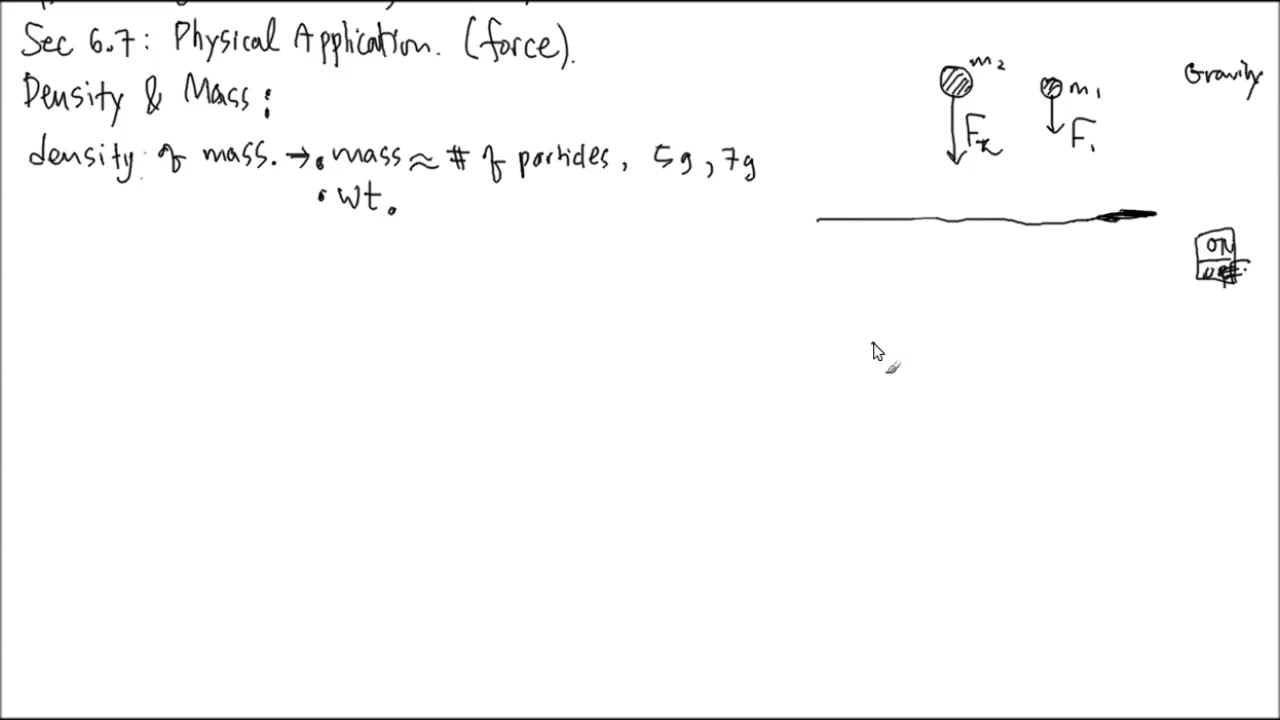 Sec 6.7: Physical Application. (force).
Density & Mass:
density of mass. → • mass ≈ # of particles, 5g, 7g
• wt.
m2
m1
Gravity
F2
F1
ON
OFF